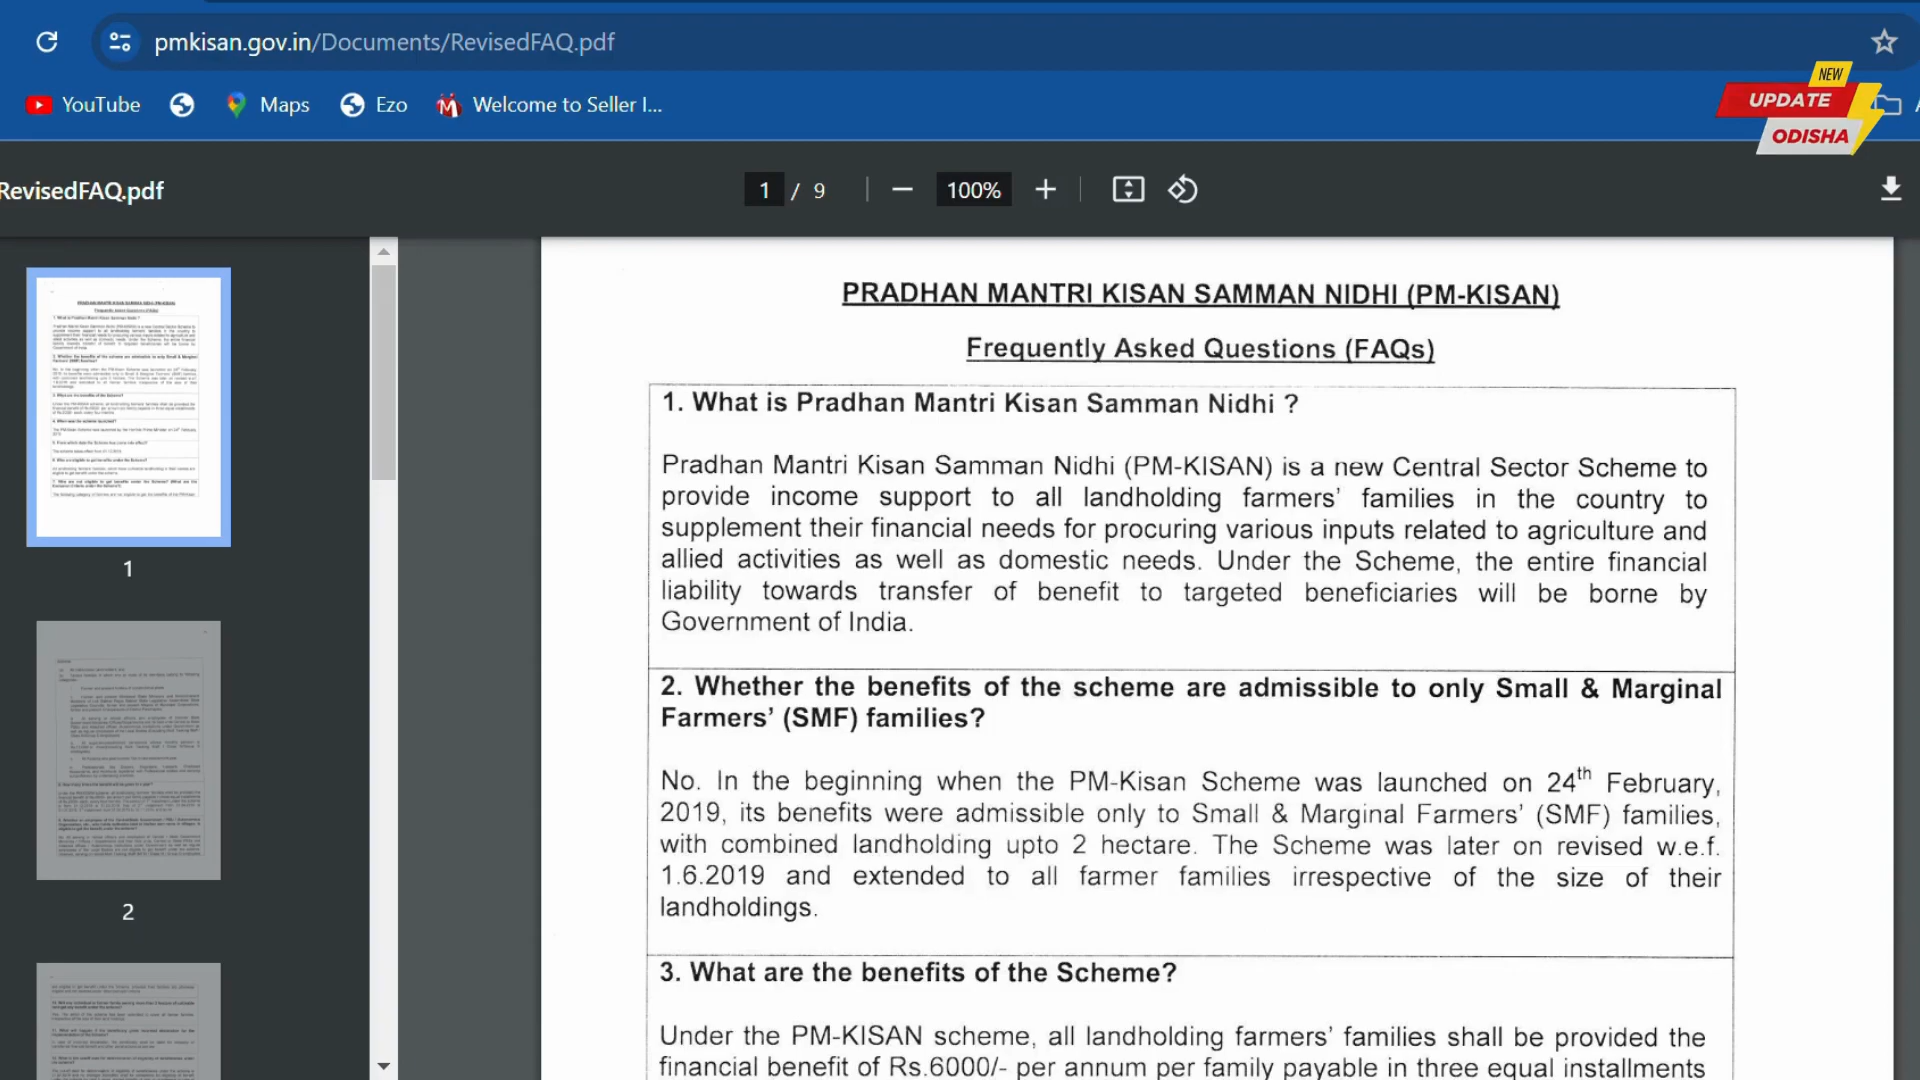 pmkisan.gov.in/Documents/RevisedFAQ.pdf
YouTube
Maps
Ezo
Welcome to Seller I...
NEW
UPDATE
ODISHA
RevisedFAQ.pdf
1 / 9
100%
1
2
PRADHAN MANTRI KISAN SAMMAN NIDHI (PM-KISAN)
Frequently Asked Questions (FAQs)
1. What is Pradhan Mantri Kisan Samman Nidhi ?
Pradhan Mantri Kisan Samman Nidhi (PM-KISAN) is a new Central Sector Scheme to
provide income support to all landholding farmers' families in the country to
supplement their financial needs for procuring various inputs related to agriculture and
allied activities as well as domestic needs. Under the Scheme, the entire financial
liability towards transfer of benefit to targeted beneficiaries will be borne by
Government of India.
2. Whether the benefits of the scheme are admissible to only Small & Marginal
Farmers' (SMF) families?
No. In the beginning when the PM-Kisan Scheme was launched on 24th February,
2019, its benefits were admissible only to Small & Marginal Farmers' (SMF) families,
with combined landholding upto 2 hectare. The Scheme was later on revised w.e.f.
1.6.2019 and extended to all farmer families irrespective of the size of their
landholdings.
3. What are the benefits of the Scheme?
Under the PM-KISAN scheme, all landholding farmers' families shall be provided the
financial benefit of Rs.6000/- per annum per family payable in three equal installments